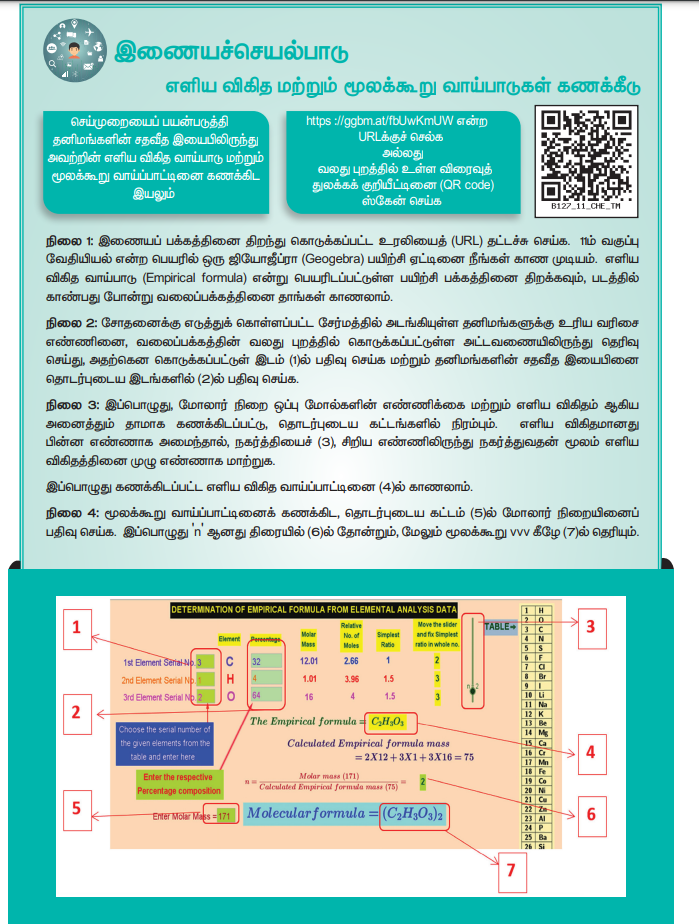 இணையச்செயல்பாடு
எளிய விகித மற்றும் மூலக்கூறு வாய்பாடுகள் கணக்கீடு
செய்முறையைப் பயன்படுத்தி
தனிமங்களின் சதவீத இயைபிலிருந்து
அவற்றின் எளிய விகித வாய்பாடு மற்றும்
மூலக்கூறு வாய்ப்பாட்டினை கணக்கிட
இயலும்
https ://ggbm.at/fbUwKmUW என்ற
URLக்குச் செல்க
அல்லது
வலது புறத்தில் உள்ள விரைவுத்
துலக்கக் குறியீட்டினை (QR code)
ஸ்கேன் செய்க
B127_11_CHE_TM
நிலை 1: இணையப் பக்கத்தினை திறந்து கொடுக்கப்பட்ட உரலியைத் (URL) தட்டச்சு செய்க. 11ம் வகுப்பு
வேதியியல் என்ற பெயரில் ஒரு ஜியோஜீப்ரா (Geogebra) பயிற்சி ஏட்டினை நீங்கள் காண முடியும். எளிய
விகித வாய்பாடு (Empirical formula) என்று பெயரிடப்பட்டுள்ள பயிற்சி பக்கத்தினை திறக்கவும், படத்தில்
காண்பது போன்று வலைப்பக்கத்தினை தாங்கள் காணலாம்.
நிலை 2: சோதனைக்கு எடுத்துக் கொள்ளப்பட்ட சேர்மத்தில் அடங்கியுள்ள தனிமங்களுக்கு உரிய வரிசை
எண்ணினை, வலைப்பக்கத்தின் வலது புறத்தில் கொடுக்கப்பட்டுள்ள அட்டவணையிலிருந்து தெரிவு
செய்து, அதற்கென கொடுக்கப்பட்டுள் இடம் (1)ல் பதிவு செய்க மற்றும் தனிமங்களின் சதவீத இயைபினை
தொடர்புடைய இடங்களில் (2)ல் பதிவு செய்க.
நிலை 3: இப்பொழுது, மோலார் நிறை ஒப்பு மோல்களின் எண்ணிக்கை மற்றும் எளிய விகிதம் ஆகிய
அனைத்தும் தாமாக கணக்கிடப்பட்டு, தொடர்புடைய கட்டங்களில் நிரம்பும். எளிய விகிதமானது
பின்ன எண்ணாக அமைந்தால், நகர்த்தியைச் (3), சிறிய எண்ணிலிருந்து நகர்த்துவதன் மூலம் எளிய
விகிதத்தினை முழு எண்ணாக மாற்றுக.
இப்பொழுது கணக்கிடப்பட்ட எளிய விகித வாய்ப்பாட்டினை (4)ல் காணலாம்.
நிலை 4: மூலக்கூறு வாய்ப்பாட்டினைக் கணக்கிட, தொடர்புடைய கட்டம் (5)ல் மோலார் நிறையினைப்
பதிவு செய்க. இப்பொழுது 'n' ஆனது திரையில் (6)ல் தோன்றும், மேலும் மூலக்கூறு vvv கீழே (7)ல் தெரியும்.
DETERMINATION OF EMPIRICAL FORMULA FROM ELEMENTAL ANALYSIS DATA
Element Percentage Molar Mass Relative No. of Moles Simplest Ratio Move the slider and fix Simplest ratio in whole no. TABLE⇒
1st Element Serial No. 3 C 32 12.01 2.66 1 2
2nd Element Serial No. 1 H 4 1.01 3.96 1.5 3
3rd Element Serial No. 2 O 64 16 4 1.5 3
n = 2
Choose the serial number of
the given elements from the
table and enter here
Enter the respective
Percentage composition
The Empirical formula = C₂H₃O₃
Calculated Empirical formula mass
= 2X12 + 3X1 + 3X16 = 75
n = Molar mass (171) / Calculated Empirical formula mass (75) = 2
Enter Molar Mass = 171
Molecularformula = (C₂H₃O₃)₂
1 H
2 O
3 C
4 N
5 S
6 F
7 Cl
8 Br
9 I
10 Li
11 Na
12 K
13 Be
14 Mg
15 Ca
16 Cr
17 Mn
18 Fe
19 Co
20 Ni
21 Cu
22 Zn
23 Al
24 P
25 Ba
26 Si
1
2
5
3
4
6
7